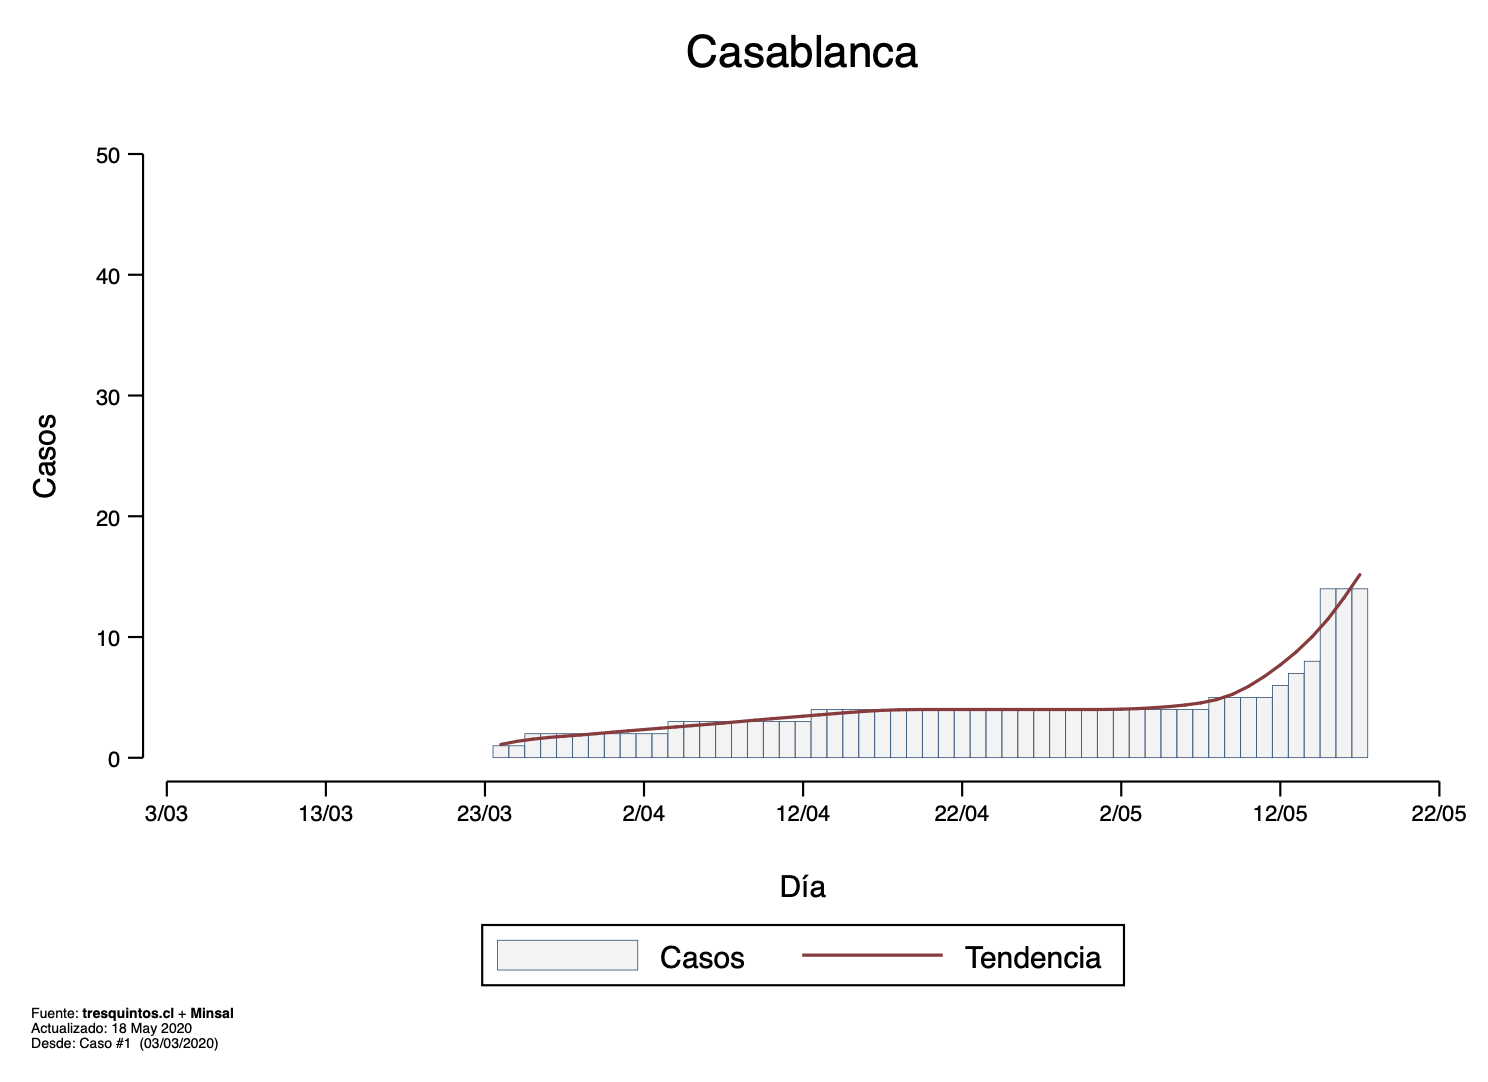 Casablanca
50
40
30
20
10
0
Casos
3/03 13/03 23/03 2/04 12/04 22/04 2/05 12/05 22/05
Día
Casos Tendencia
Fuente: tresquintos.cl + Minsal
Actualizado: 18 May 2020
Desde: Caso #1 (03/03/2020)